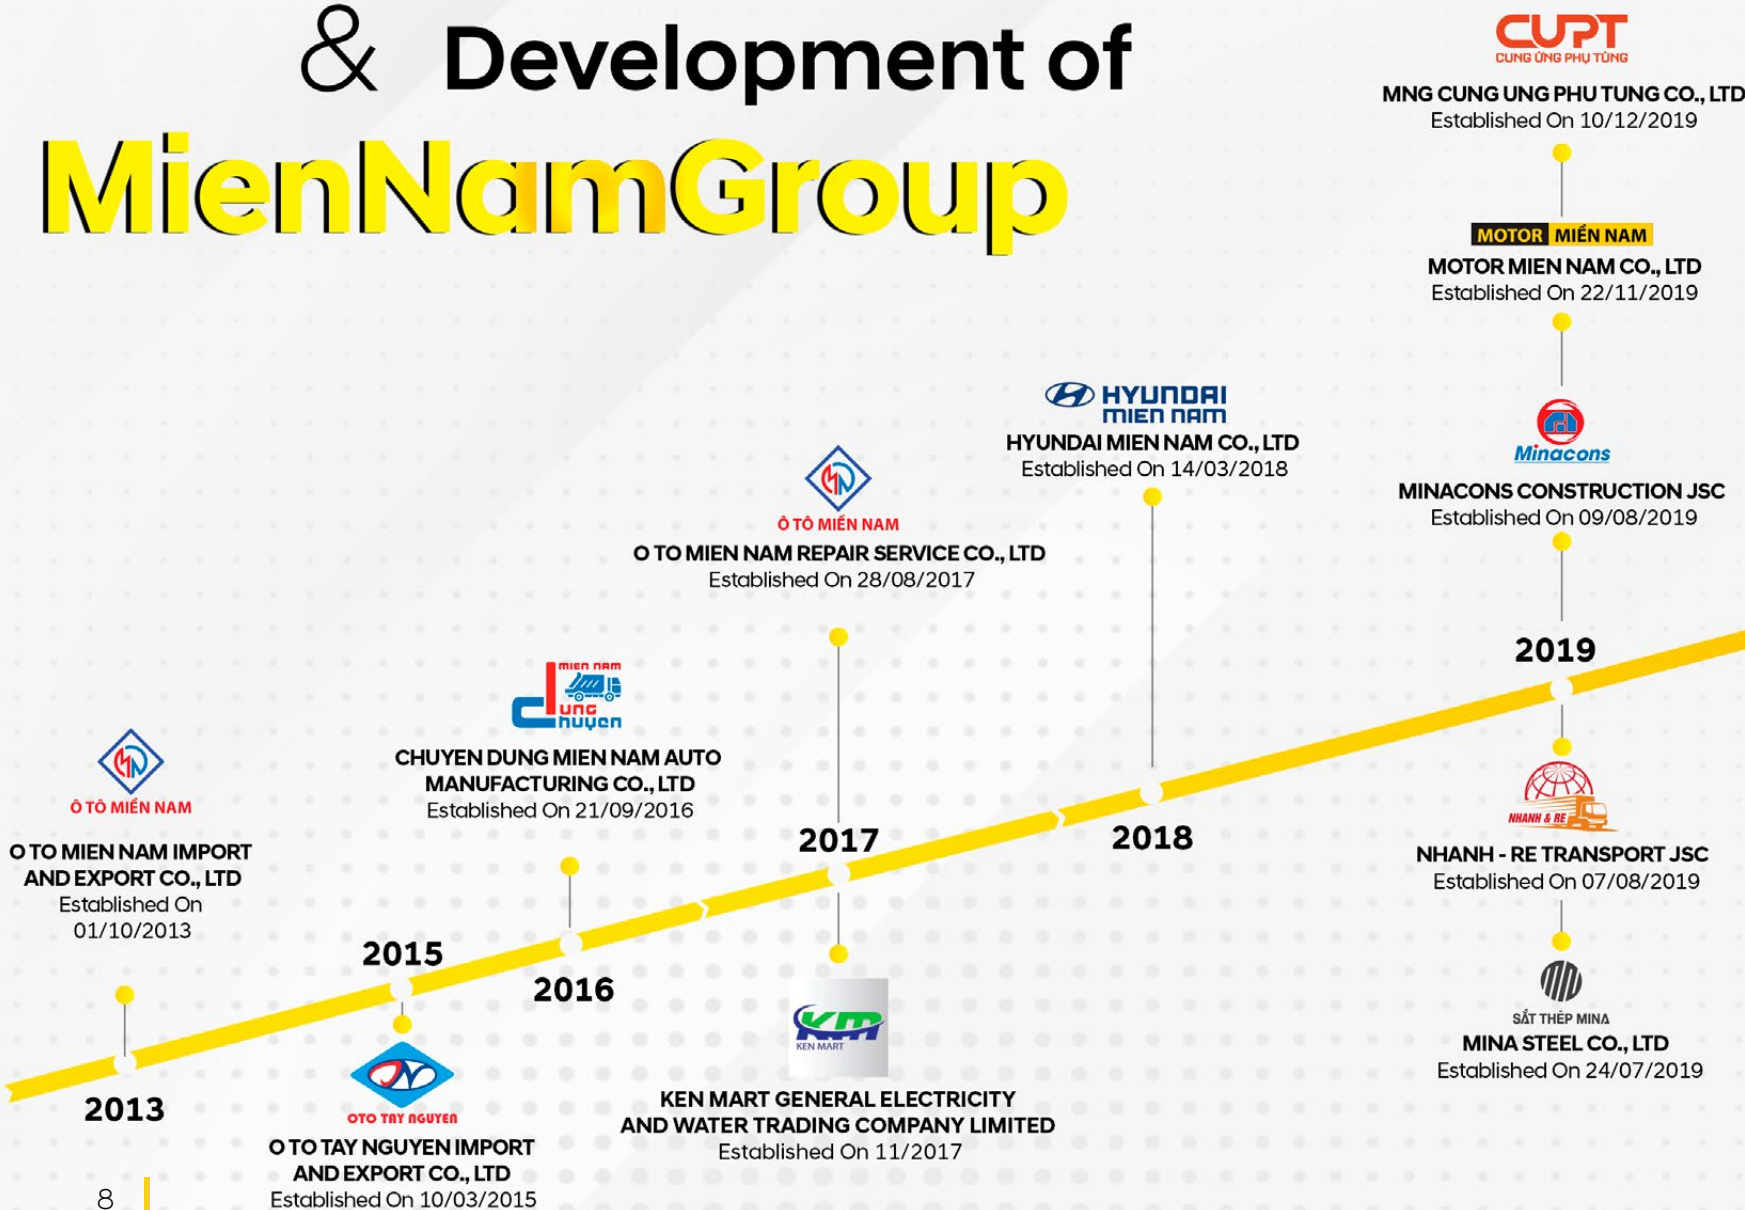 & Development of
MienNamGroup
CUPT
CUNG ỨNG PHỤ TÙNG
MNG CUNG UNG PHU TUNG CO., LTD
Established On 10/12/2019
MOTOR MIỀN NAM
MOTOR MIEN NAM CO., LTD
Established On 22/11/2019
Minacons
MINACONS CONSTRUCTION JSC
Established On 09/08/2019
2019
NHANH & RE
NHANH - RE TRANSPORT JSC
Established On 07/08/2019
SẮT THÉP MINA
MINA STEEL CO., LTD
Established On 24/07/2019
HYUNDAI
MIEN NAM
HYUNDAI MIEN NAM CO., LTD
Established On 14/03/2018
2018
Ô TÔ MIỀN NAM
O TO MIEN NAM REPAIR SERVICE CO., LTD
Established On 28/08/2017
2017
KM
KEN MART
KEN MART GENERAL ELECTRICITY
AND WATER TRADING COMPANY LIMITED
Established On 11/2017
MIEN NAM
dung
Chuyen
CHUYEN DUNG MIEN NAM AUTO
MANUFACTURING CO., LTD
Established On 21/09/2016
2016
2015
OTO TAY NGUYEN
O TO TAY NGUYEN IMPORT
AND EXPORT CO., LTD
Established On 10/03/2015
Ô TÔ MIỀN NAM
O TO MIEN NAM IMPORT
AND EXPORT CO., LTD
Established On
01/10/2013
2013
8